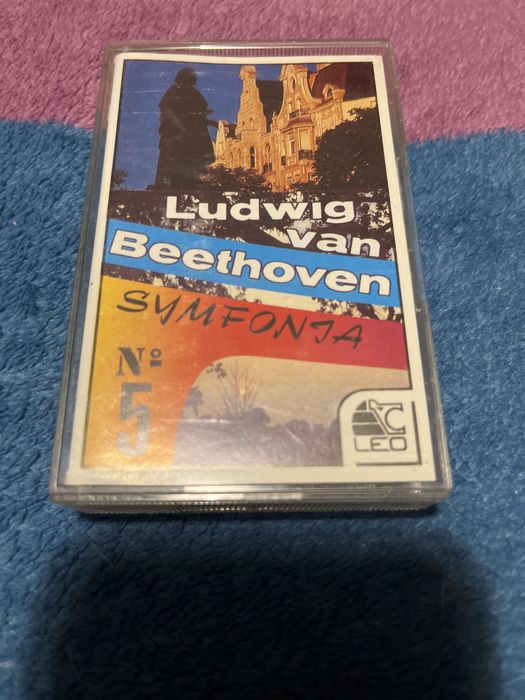 Ludwig
van
Beethoven
SYMFONIA
Nº
5
C
LEO